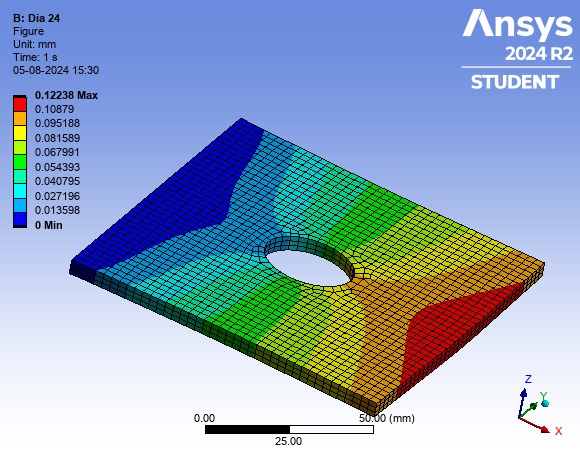 B: Dia 24
Figure
Unit: mm
Time: 1 s
05-08-2024 15:30
0.12238 Max
0.10879
0.095188
0.081589
0.067991
0.054393
0.040795
0.027196
0.013598
0 Min
Ansys
2024 R2
STUDENT
0.00
50.00 (mm)
25.00
Z
Y
X